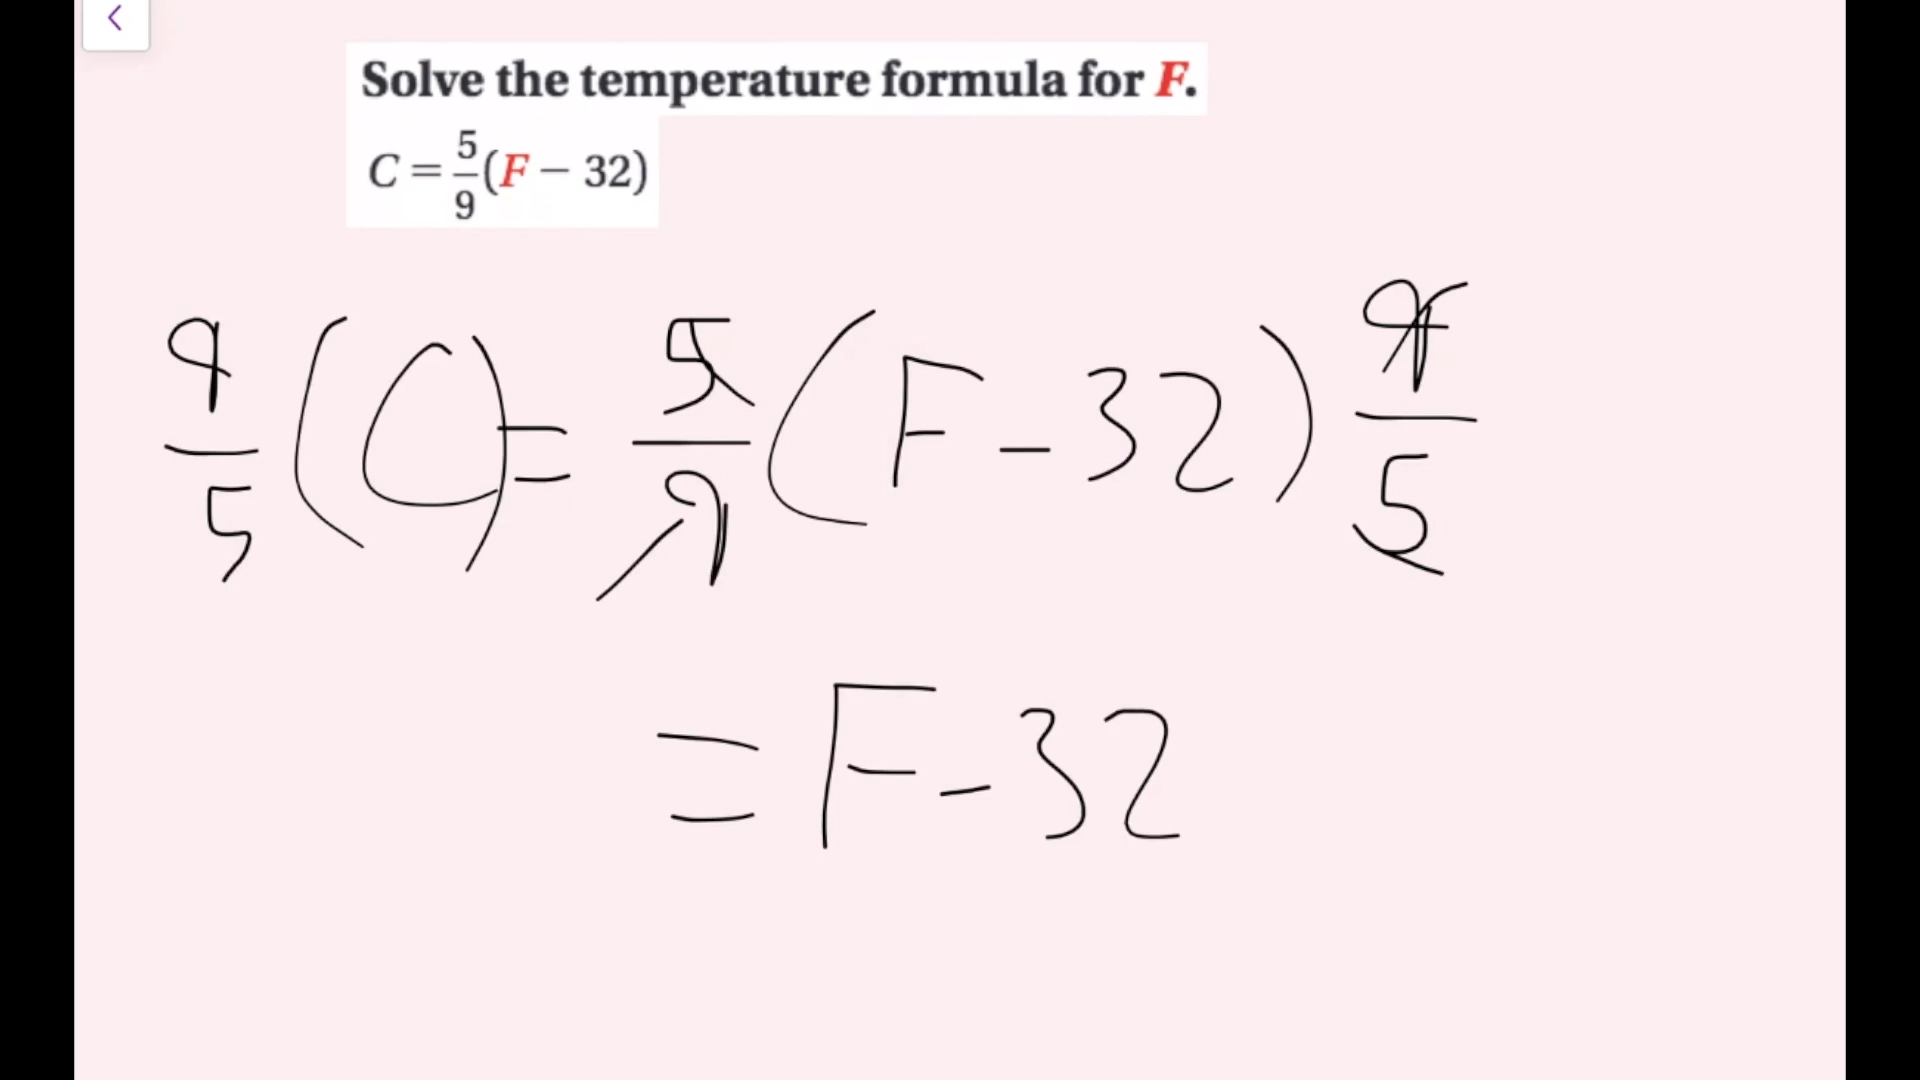 Solve the temperature formula for F.
C = 5/9 (F − 32)
9/5 (C) = 5/9 (F - 32) 9/5
= F - 32